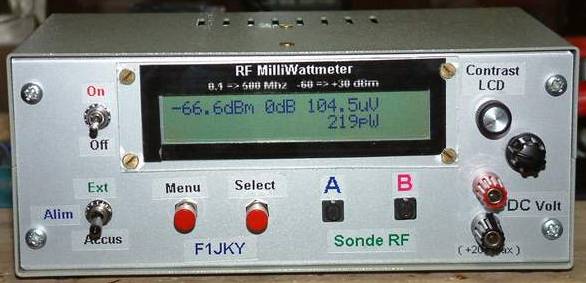 RF MilliWattmeter
0.1 => 500 Mhz -60 => +30 dBm
-66.6dBm 0dB 104.5uV
219pW
Contrast
LCD
On
Off
Ext
Alim
Accus
Menu
Select
A
B
F1JKY
Sonde RF
DC Volt